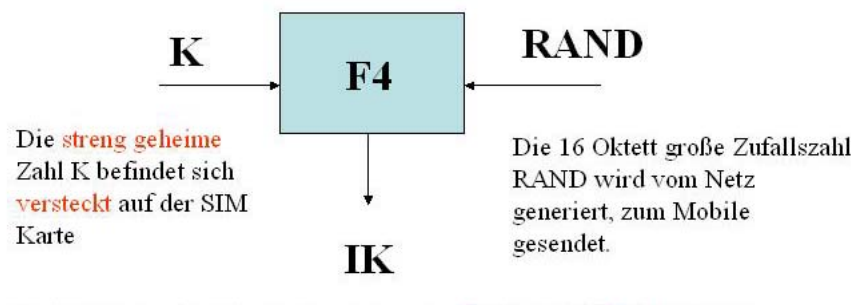 K
F4
RAND
Die streng geheime
Zahl K befindet sich
versteckt auf der SIM
Karte
Die 16 Oktett große Zufallszahl
RAND wird vom Netz
generiert, zum Mobile
gesendet.
IK